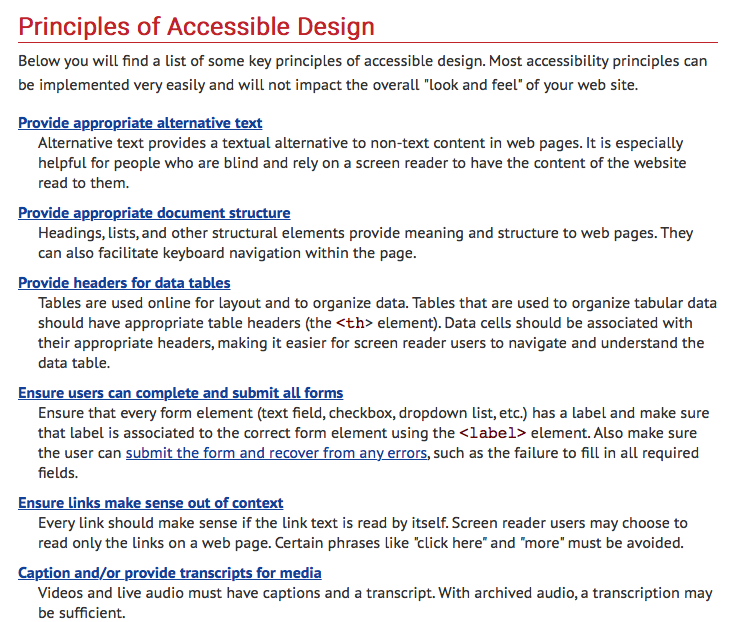 Principles of Accessible Design
Below you will find a list of some key principles of accessible design. Most accessibility principles can
be implemented very easily and will not impact the overall "look and feel" of your web site.
Provide appropriate alternative text
Alternative text provides a textual alternative to non-text content in web pages. It is especially
helpful for people who are blind and rely on a screen reader to have the content of the website
read to them.
Provide appropriate document structure
Headings, lists, and other structural elements provide meaning and structure to web pages. They
can also facilitate keyboard navigation within the page.
Provide headers for data tables
Tables are used online for layout and to organize data. Tables that are used to organize tabular data
should have appropriate table headers (the <th> element). Data cells should be associated with
their appropriate headers, making it easier for screen reader users to navigate and understand the
data table.
Ensure users can complete and submit all forms
Ensure that every form element (text field, checkbox, dropdown list, etc.) has a label and make sure
that label is associated to the correct form element using the <label> element. Also make sure
the user can submit the form and recover from any errors, such as the failure to fill in all required
fields.
Ensure links make sense out of context
Every link should make sense if the link text is read by itself. Screen reader users may choose to
read only the links on a web page. Certain phrases like "click here" and "more" must be avoided.
Caption and/or provide transcripts for media
Videos and live audio must have captions and a transcript. With archived audio, a transcription may
be sufficient.